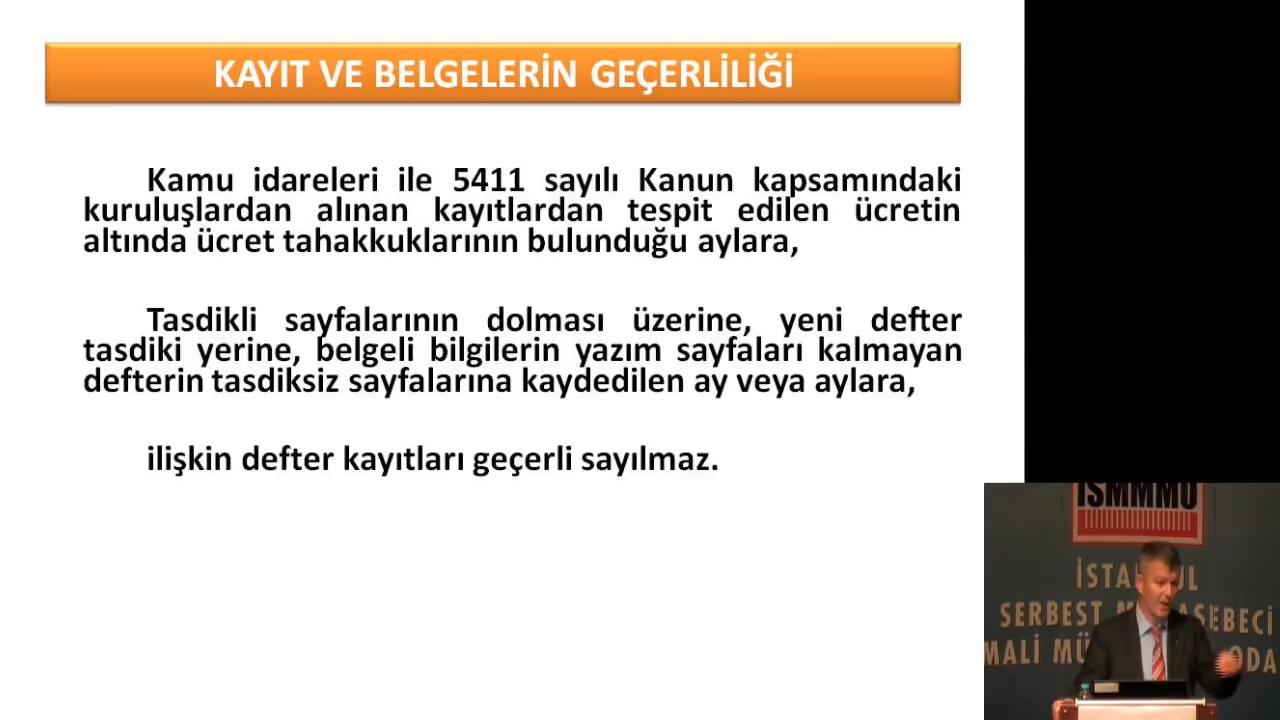 KAYIT VE BELGELERİN GEÇERLİLİĞİ
Kamu idareleri ile 5411 sayılı Kanun kapsamındaki
kuruluşlardan alınan kayıtlardan tespit edilen ücretin
altında ücret tahakkuklarının bulunduğu aylara,
Tasdikli sayfalarının dolması üzerine, yeni defter
tasdiki yerine, belgeli bilgilerin yazım sayfaları kalmayan
defterin tasdiksiz sayfalarına kaydedilen ay veya aylara,
ilişkin defter kayıtları geçerli sayılmaz.
İSMMMO
İSTANBUL
SERBEST MUHASEBECİ
MALİ MÜ ODA